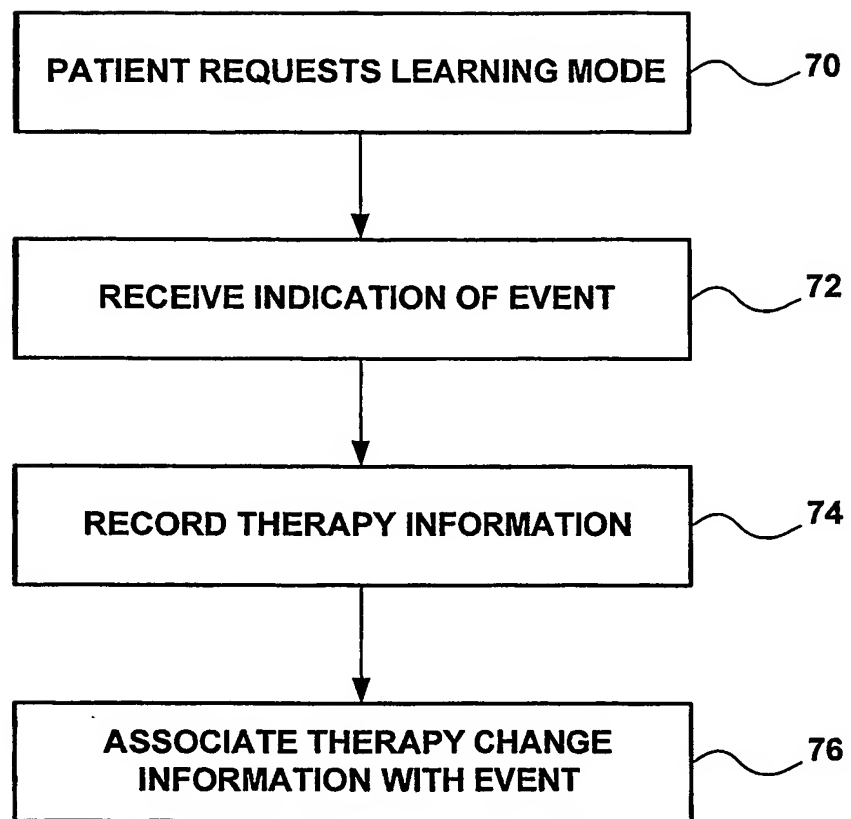 PATIENT REQUESTS LEARNING MODE
70
RECEIVE INDICATION OF EVENT
72
RECORD THERAPY INFORMATION
74
ASSOCIATE THERAPY CHANGE
INFORMATION WITH EVENT
76